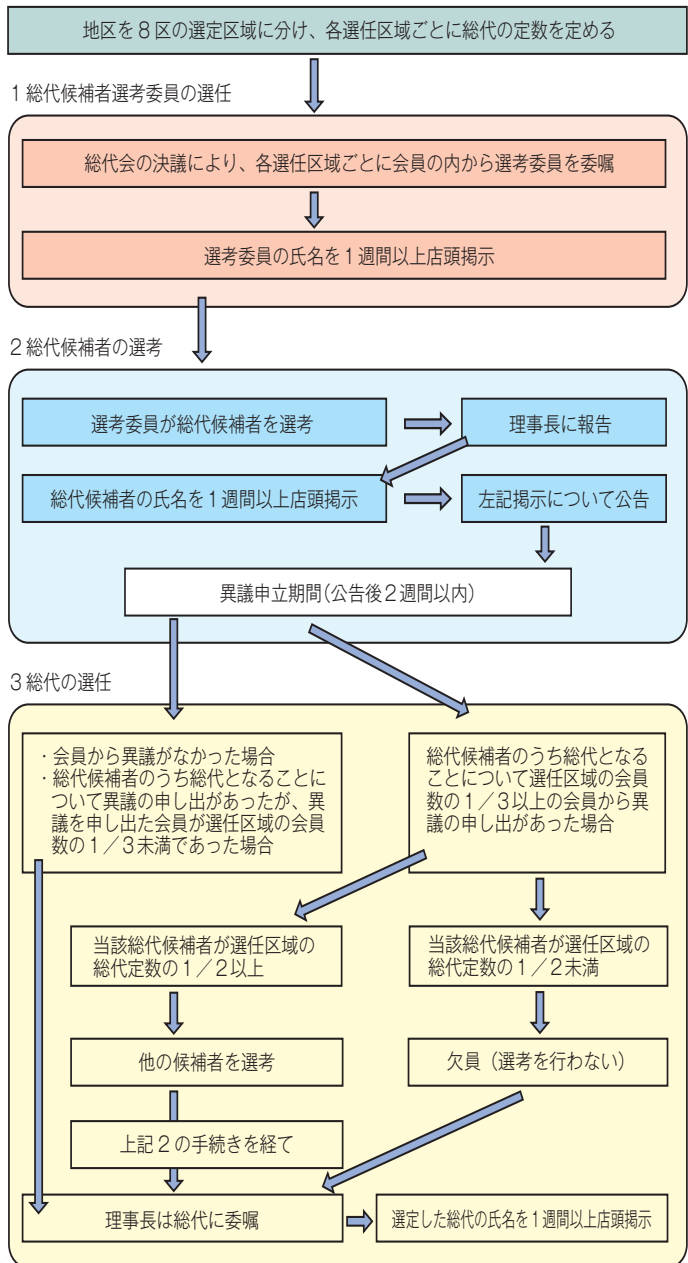 地区を８区の選定区域に分け、各選任区域ごとに総代の定数を定める
１総代候補者選考委員の選任
総代会の決議により、各選任区域ごとに会員の内から選考委員を委嘱
選考委員の氏名を１週間以上店頭掲示
２総代候補者の選考
選考委員が総代候補者を選考
理事長に報告
総代候補者の氏名を１週間以上店頭掲示
左記掲示について公告
異議申立期間（公告後２週間以内）
３総代の選任
・会員から異議がなかった場合
・総代候補者のうち総代となることに
ついて異議の申し出があったが、異
議を申し出た会員が選任区域の会員
数の１／３未満であった場合
総代候補者のうち総代となる
ことについて選任区域の会員
数の１／３以上の会員から異
議の申し出があった場合
当該総代候補者が選任区域の
総代定数の１／２以上
当該総代候補者が選任区域の
総代定数の１／２未満
他の候補者を選考
欠員（選考を行わない）
上記２の手続きを経て
理事長は総代に委嘱
選定した総代の氏名を１週間以上店頭掲示